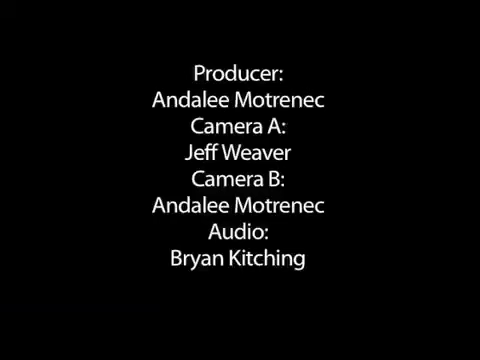 Producer:
Andalee Motrenec
Camera A:
Jeff Weaver
Camera B:
Andalee Motrenec
Audio:
Bryan Kitching